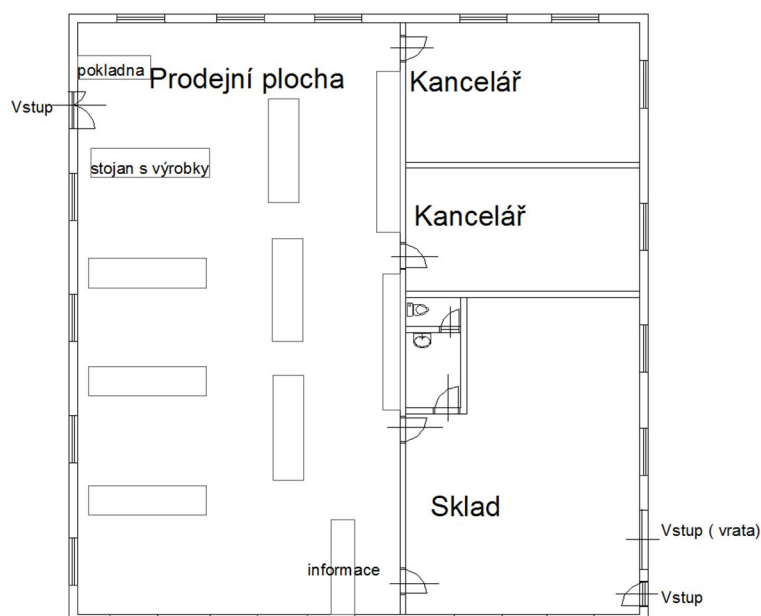 pokladna
Prodejní plocha
Kancelář
Vstup
stojan s výrobky
Kancelář
Sklad
Vstup ( vrata)
informace
Vstup